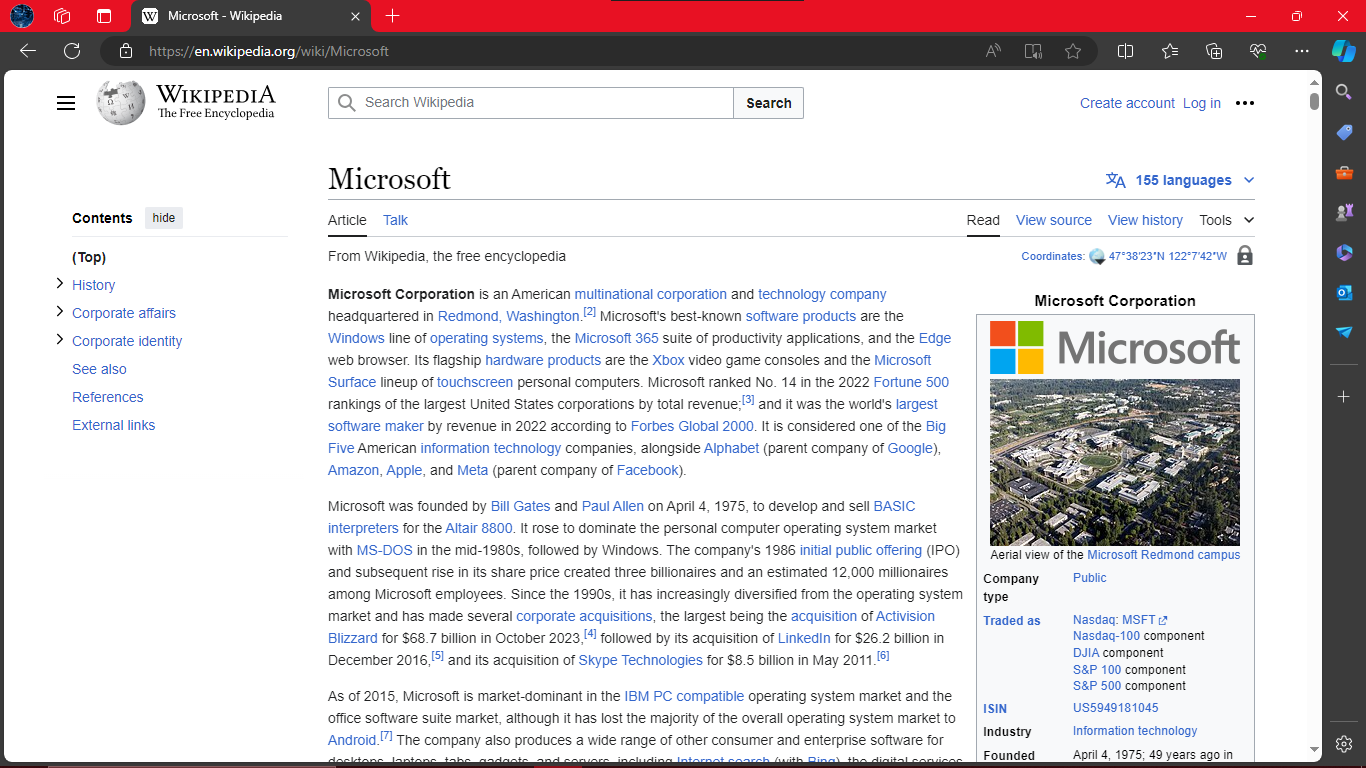 Microsoft - Wikipedia
https://en.wikipedia.org/wiki/Microsoft
WIKIPEDIA
The Free Encyclopedia
Search Wikipedia
Search
Create account Log in
Microsoft
155 languages
Contents hide
Article Talk
Read View source View history Tools
(Top)
History
Corporate affairs
Corporate identity
See also
References
External links
From Wikipedia, the free encyclopedia
Coordinates: 47°38′23″N 122°7′42″W
Microsoft Corporation is an American multinational corporation and technology company
headquartered in Redmond, Washington.[2] Microsoft's best-known software products are the
Windows line of operating systems, the Microsoft 365 suite of productivity applications, and the Edge
web browser. Its flagship hardware products are the Xbox video game consoles and the Microsoft
Surface lineup of touchscreen personal computers. Microsoft ranked No. 14 in the 2022 Fortune 500
rankings of the largest United States corporations by total revenue;[3] and it was the world's largest
software maker by revenue in 2022 according to Forbes Global 2000. It is considered one of the Big
Five American information technology companies, alongside Alphabet (parent company of Google),
Amazon, Apple, and Meta (parent company of Facebook).
Microsoft was founded by Bill Gates and Paul Allen on April 4, 1975, to develop and sell BASIC
interpreters for the Altair 8800. It rose to dominate the personal computer operating system market
with MS-DOS in the mid-1980s, followed by Windows. The company's 1986 initial public offering (IPO)
and subsequent rise in its share price created three billionaires and an estimated 12,000 millionaires
among Microsoft employees. Since the 1990s, it has increasingly diversified from the operating system
market and has made several corporate acquisitions, the largest being the acquisition of Activision
Blizzard for $68.7 billion in October 2023,[4] followed by its acquisition of LinkedIn for $26.2 billion in
December 2016,[5] and its acquisition of Skype Technologies for $8.5 billion in May 2011.[6]
As of 2015, Microsoft is market-dominant in the IBM PC compatible operating system market and the
office software suite market, although it has lost the majority of the overall operating system market to
Android.[7] The company also produces a wide range of other consumer and enterprise software for
desktops, laptops, tabs, gadgets, and servers, including Internet search (with Bing), the digital services
Microsoft Corporation
Microsoft
Aerial view of the Microsoft Redmond campus
Company
type
Public
Traded as
Nasdaq: MSFT
Nasdaq-100 component
DJIA component
S&P 100 component
S&P 500 component
ISIN
US5949181045
Industry
Information technology
Founded
April 4, 1975; 49 years ago in